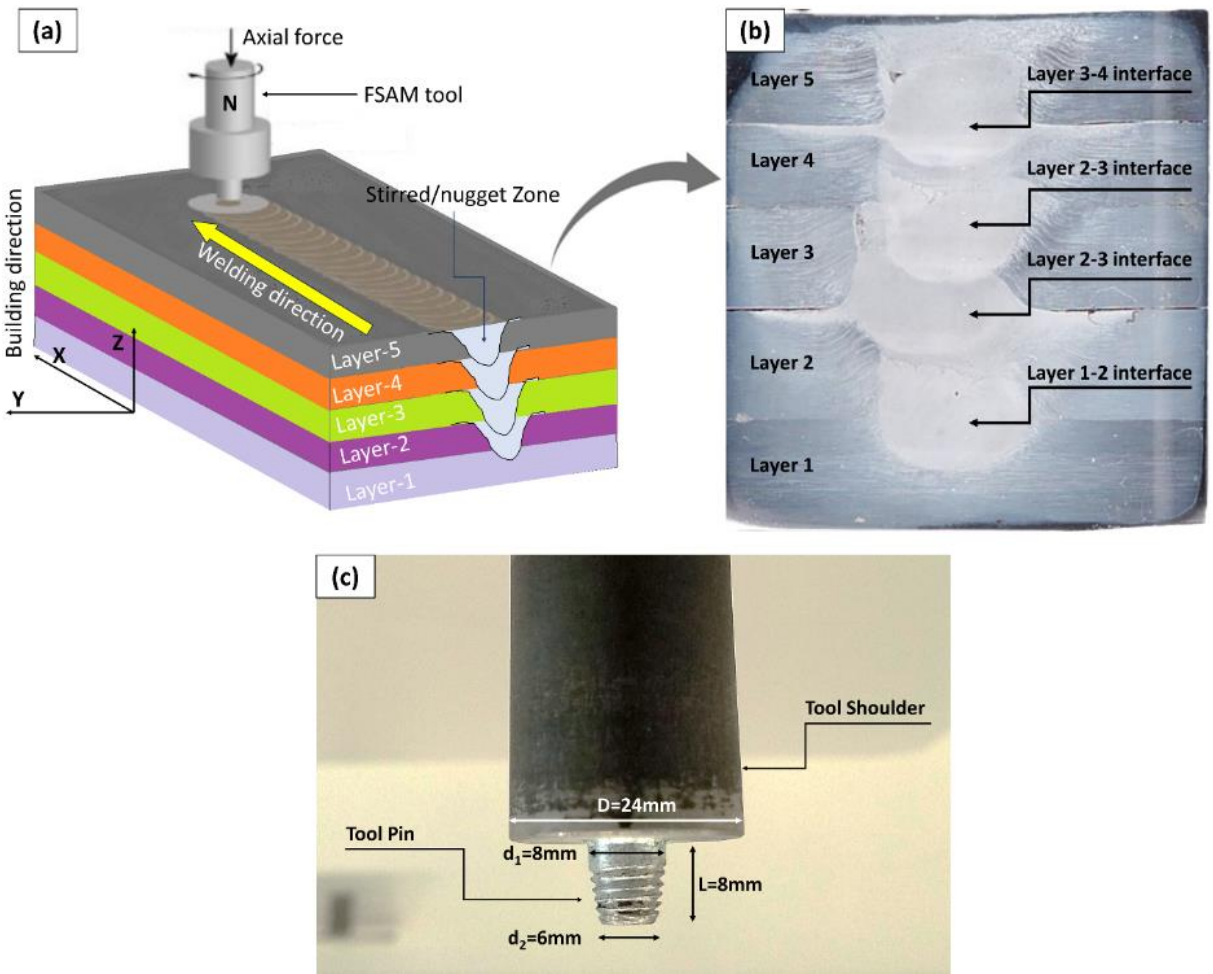 (a)
Axial force
N
FSAM tool
Stirred/nugget Zone
Welding direction
Building direction
Z
X
Y
Layer-5
Layer-4
Layer-3
Layer-2
Layer-1
(b)
Layer 5
Layer 3-4 interface
Layer 4
Layer 2-3 interface
Layer 3
Layer 2-3 interface
Layer 2
Layer 1-2 interface
Layer 1
(c)
Tool Shoulder
D=24mm
Tool Pin
d₁=8mm
L=8mm
d₂=6mm